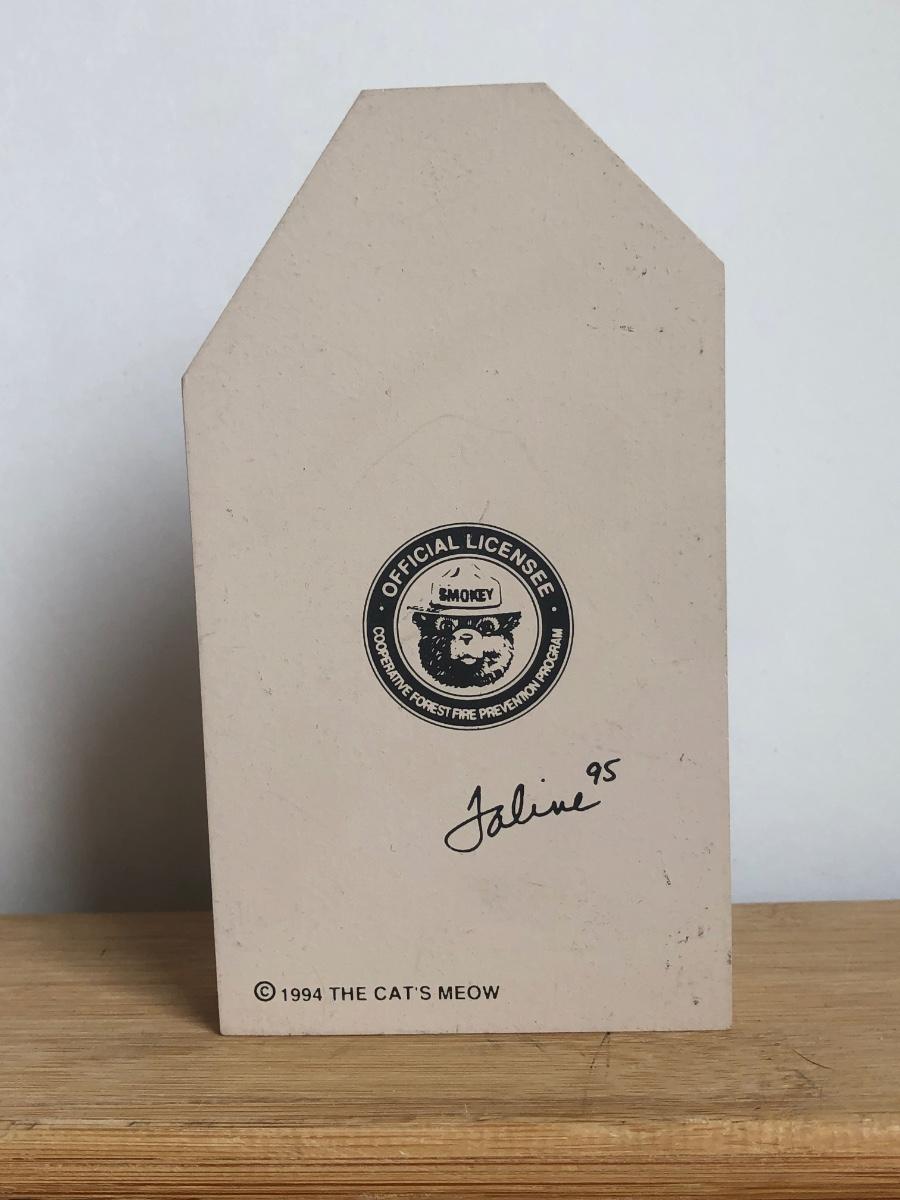 OFFICIAL LICENSEE
SMOKEY
COOPERATIVE FOREST FIRE PREVENTION PROGRAM
Faline 95
© 1994 THE CAT'S MEOW